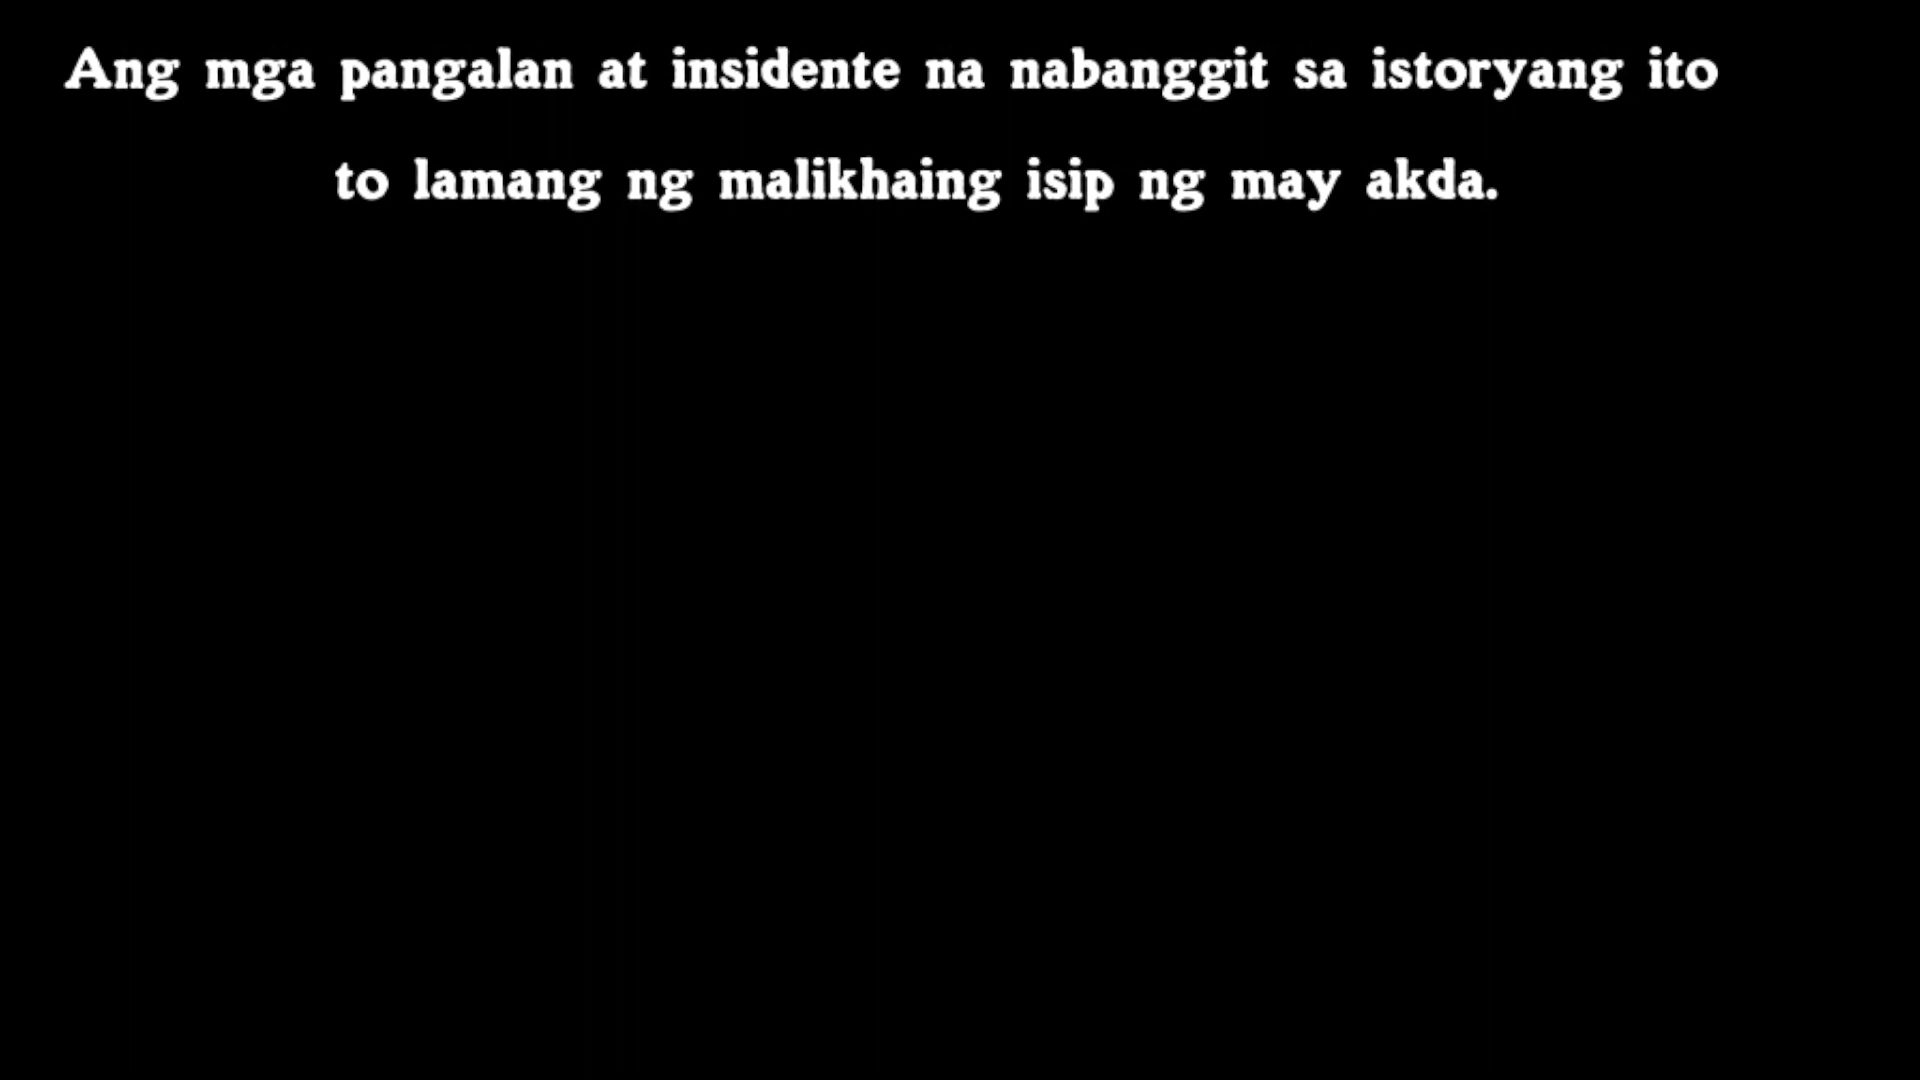 Ang mga pangalan at insidente na nabanggit sa istoryang ito
to lamang ng malikhaing isip ng may akda.